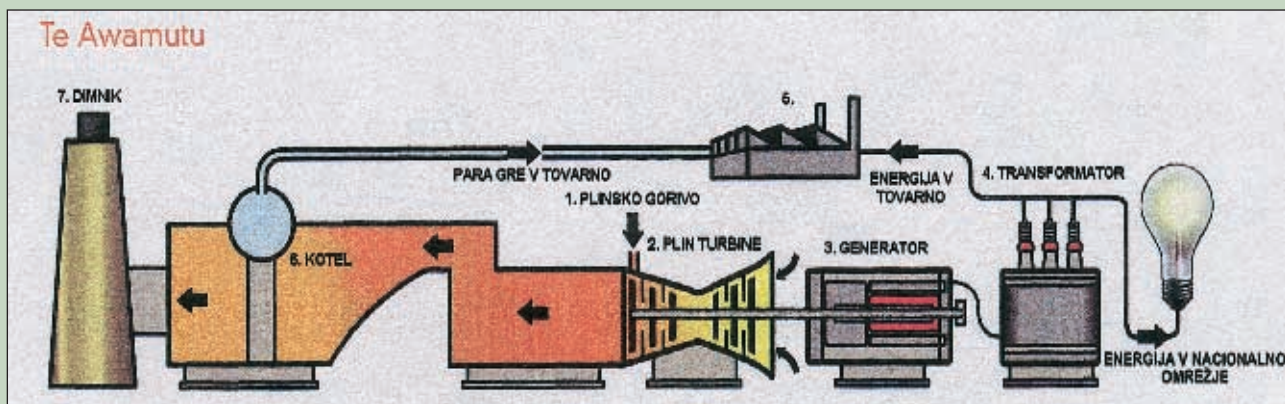 Te Awamutu
7. DIMNIK
6.
PARA GRE V TOVARNO
ENERGIJA V
TOVARNO
4. TRANSFORMATOR
1. PLINSKO GORIVO
2. PLIN TURBINE
3. GENERATOR
5. KOTEL
ENERGIJA V NACIONALNO
OMREŽJE